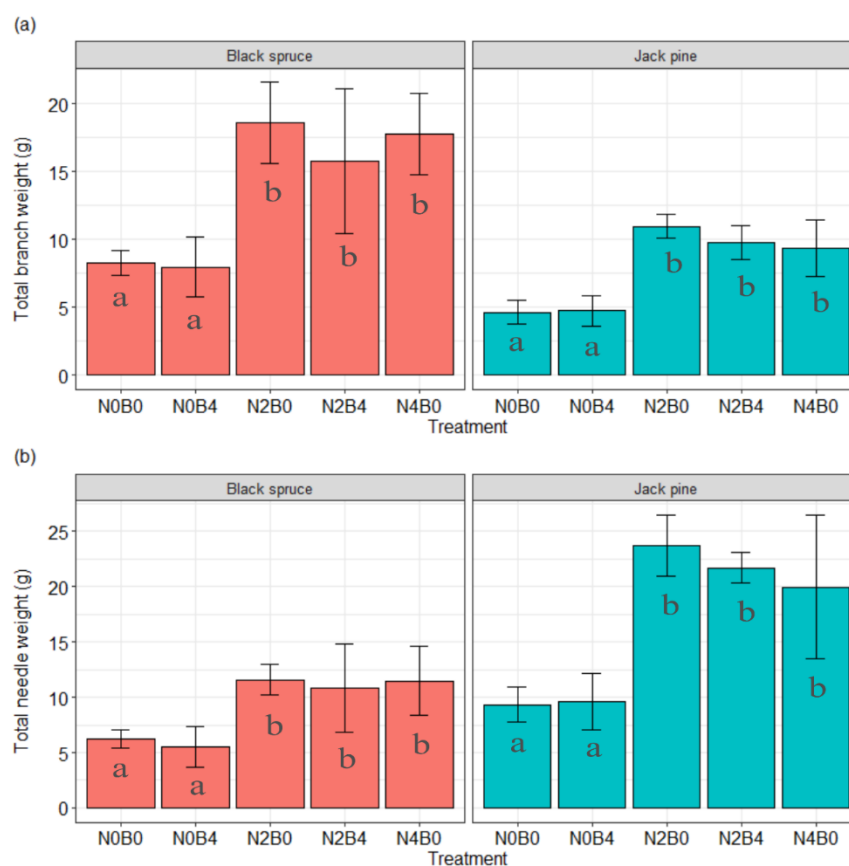 (a)
Black spruce Jack pine
Total branch weight (g)
20
15
10
5
0
a a b b b a a b b b
N0B0 N0B4 N2B0 N2B4 N4B0 N0B0 N0B4 N2B0 N2B4 N4B0
Treatment
(b)
Black spruce Jack pine
Total needle weight (g)
25
20
15
10
5
0
a a b b b a a b b b
N0B0 N0B4 N2B0 N2B4 N4B0 N0B0 N0B4 N2B0 N2B4 N4B0
Treatment